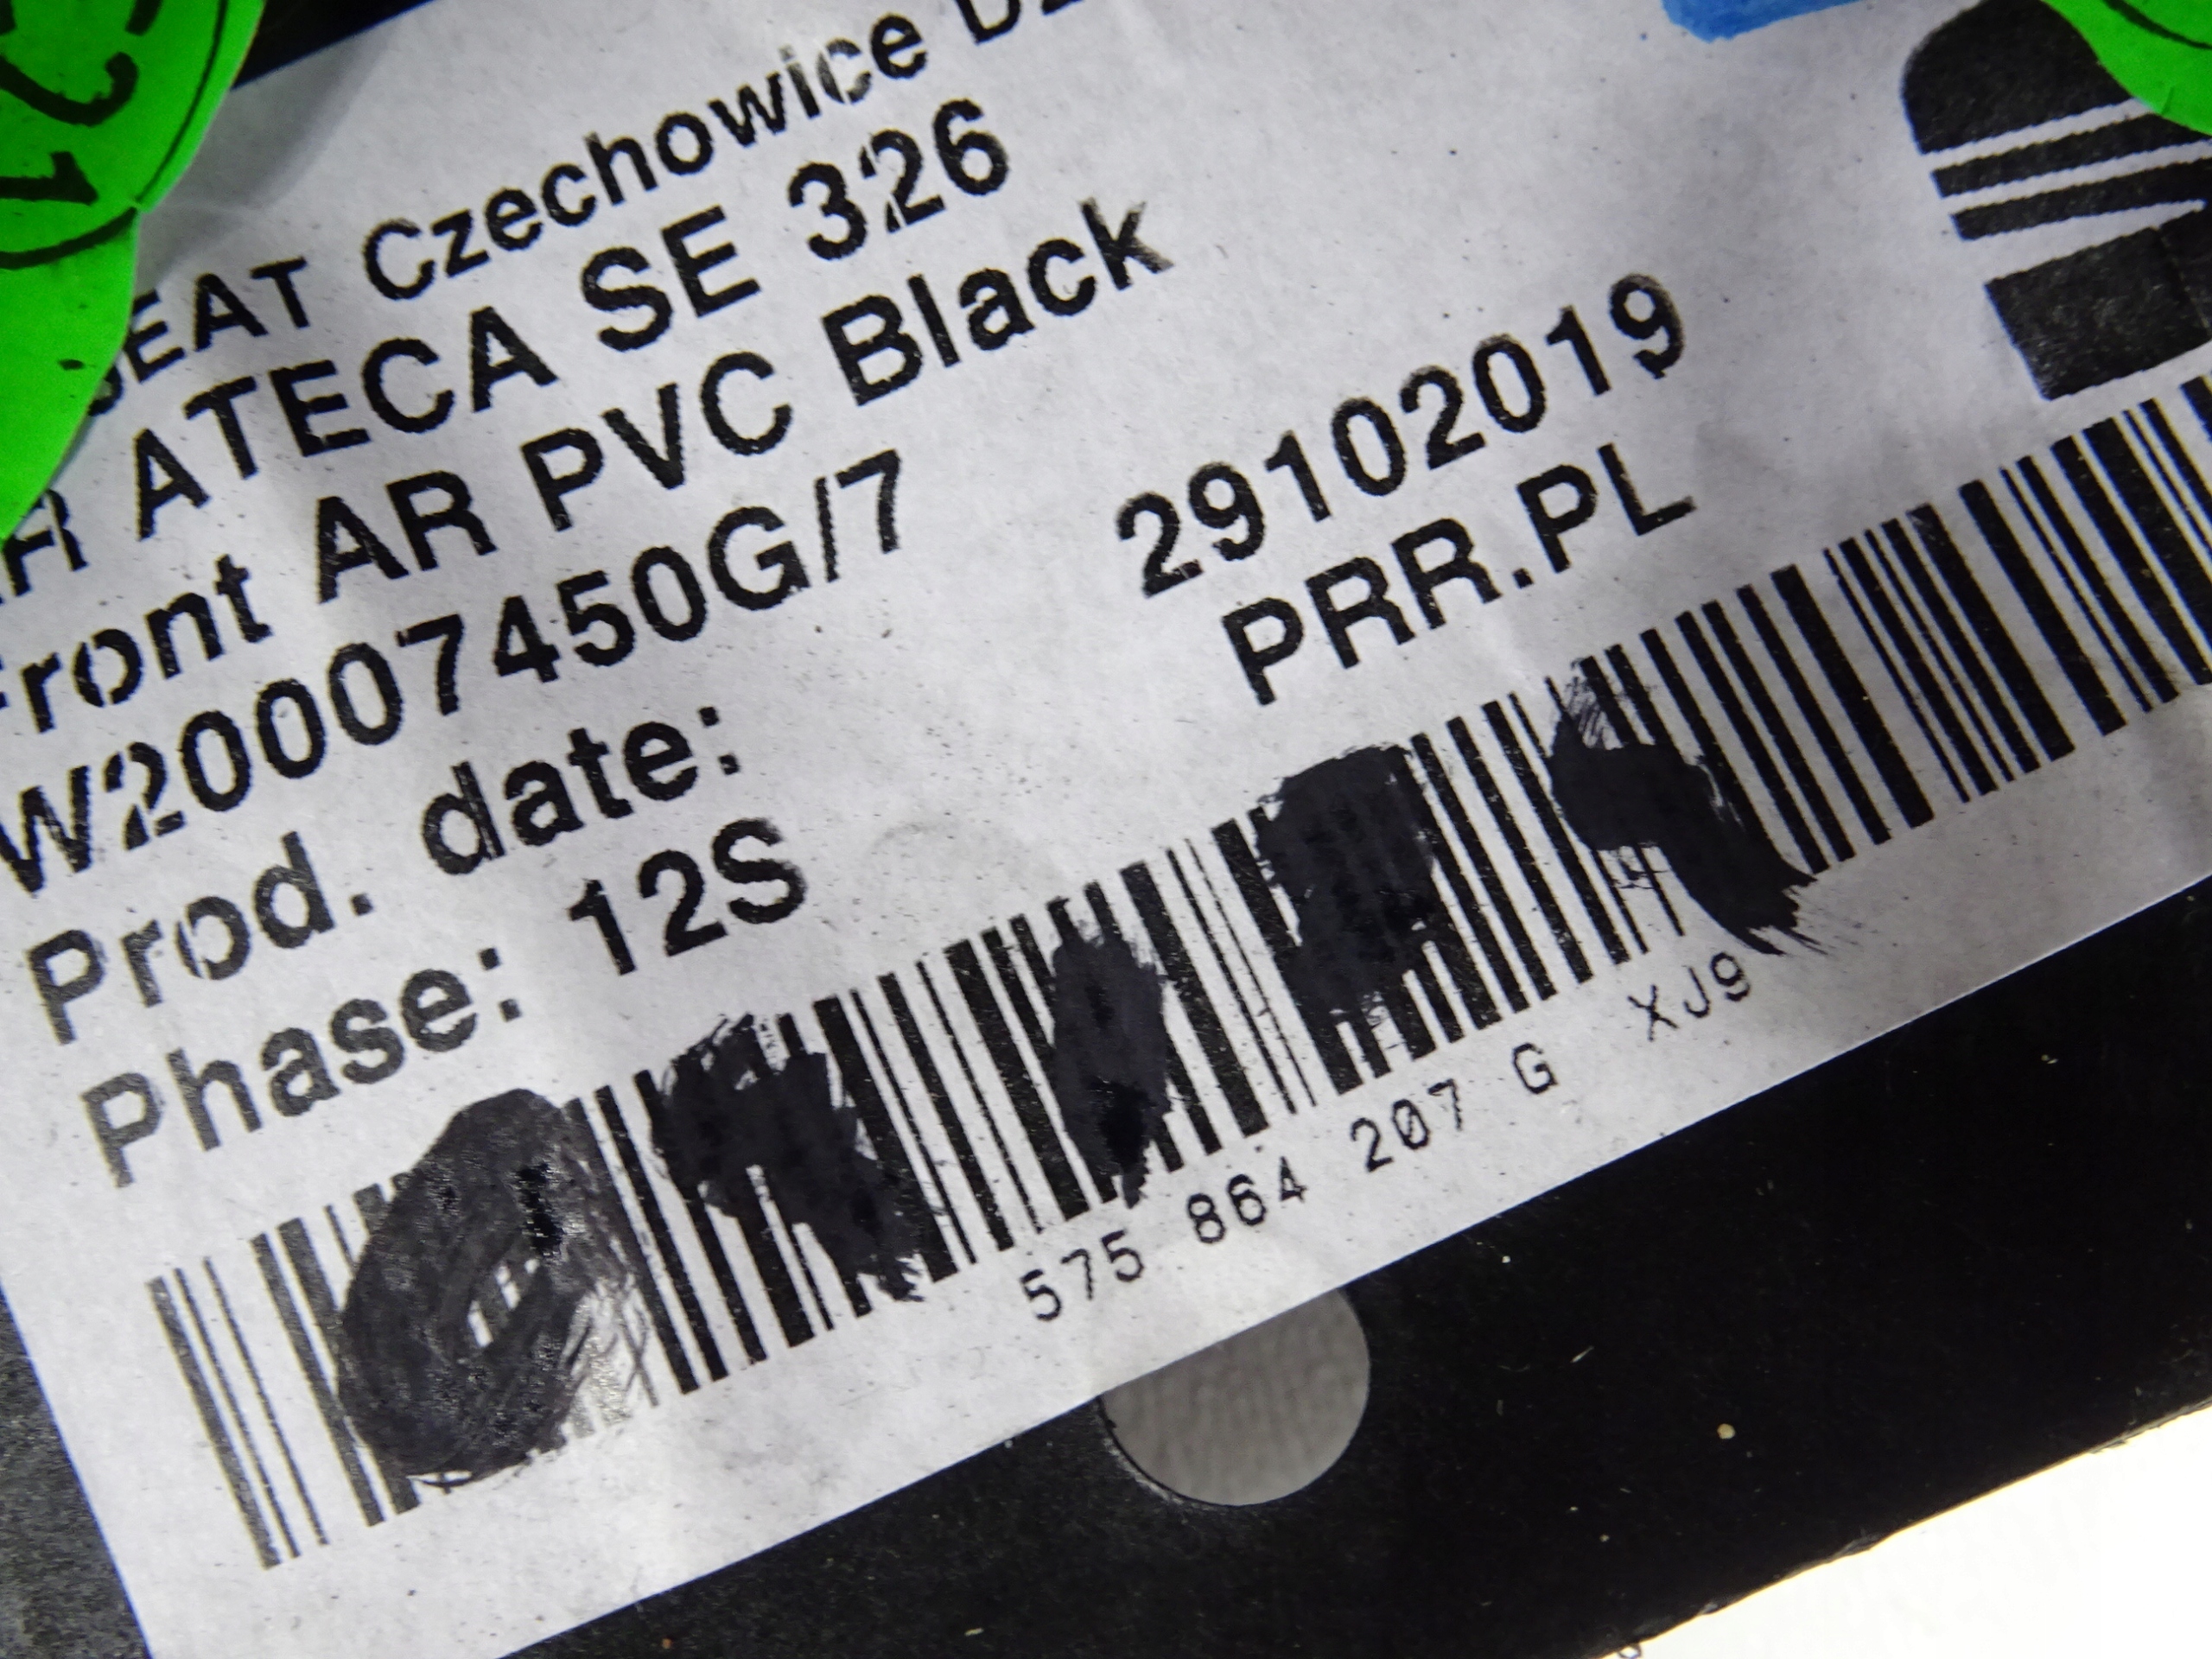 SEAT Czechowice
ATECA SE 326
Front AR PVC Black
W20007450G/7
Prod. date: 29102019
Phase: 12S PRR.PL
575 864 207 G XJ9